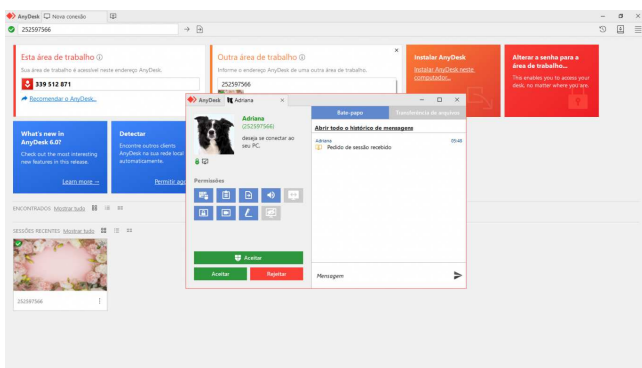 AnyDesk
Nova conexão
252597566
Esta área de trabalho
Sua área de trabalho é acessível neste endereço AnyDesk.
339 512 871
Recomendar o AnyDesk...
Outra área de trabalho
Informe o endereço AnyDesk de uma outra área de trabalho.
252597566
Instalar AnyDesk
Instalar AnyDesk neste
computador...
Alterar a senha para a
área de trabalho...
This enables you to access your
desk, no matter where you are.
What's new in
AnyDesk 6.0?
Check out the most interesting
new features in this release.
Learn more →
Detectar
Encontre outros clients
AnyDesk na sua rede local
automaticamente.
Permitir
ENCONTRADOS Mostrar tudo
SESSÕES RECENTES Mostrar tudo
252597566
AnyDesk
Adriana
Adriana
(252597566)
deseja se conectar ao
seu PC.
Permissões
Aceitar
Aceitar
Rejeitar
Bate-papo
Transferência de arquivos
Abrir todo o histórico de mensagens
Adriana
09:40
Pedido de sessão recebido
Mensagem